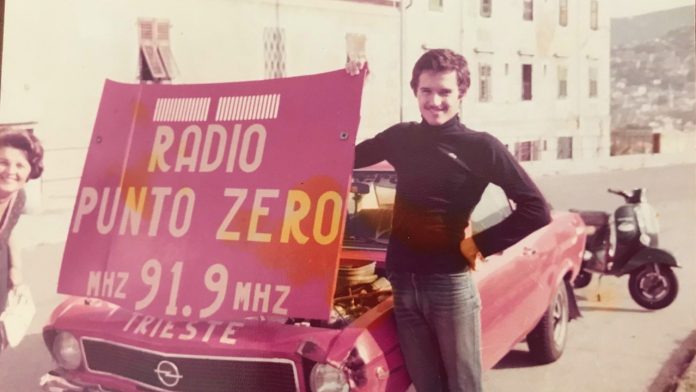 RADIO
PUNTO ZERO
MHZ 91.9 MHZ
TRIESTE